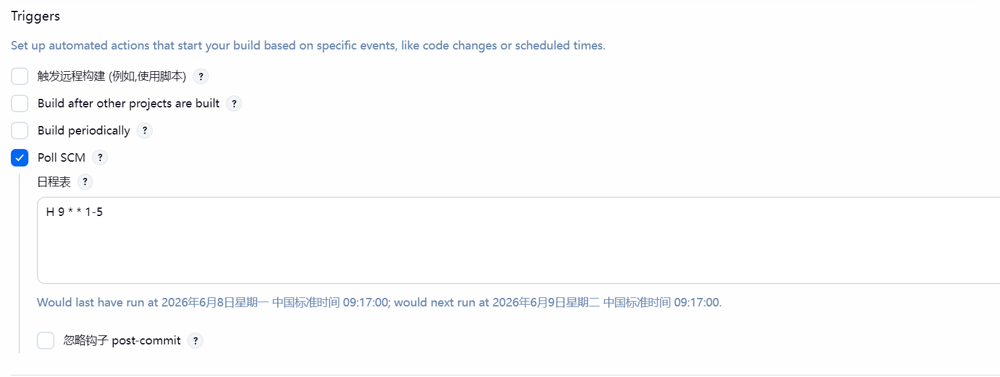 Triggers
Set up automated actions that start your build based on specific events, like code changes or scheduled times.
触发远程构建 (例如,使用脚本) ?
Build after other projects are built ?
Build periodically ?
Poll SCM ?
日程表 ?
H 9 * * 1-5
Would last have run at 2026年6月8日星期一 中国标准时间 09:17:00; would next run at 2026年6月9日星期二 中国标准时间 09:17:00.
忽略钩子 post-commit ?